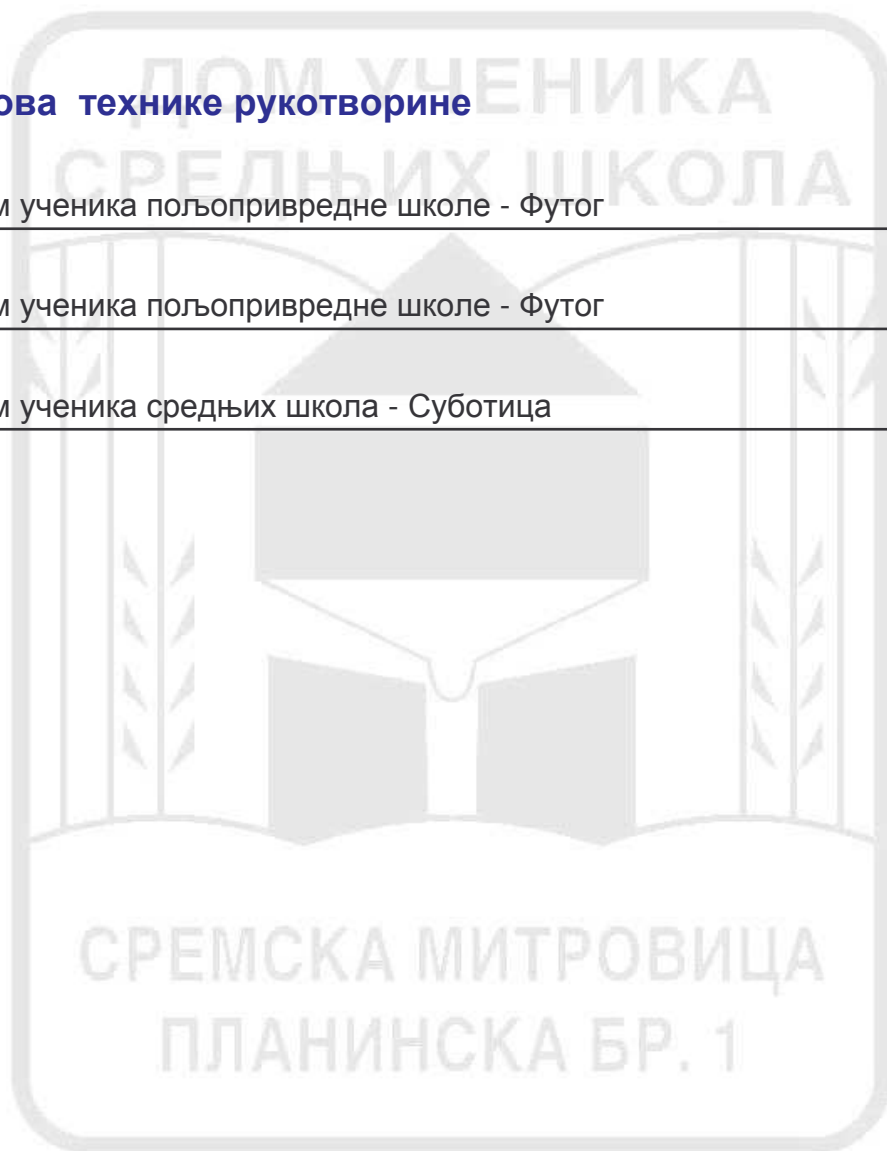 ДОМ УЧЕНИКА
ова технике рукотворине
СРЕДЊИХ ШКОЛА
м ученика пољопривредне школе - Футог
м ученика пољопривредне школе - Футог
м ученика средњих школа - Суботица
СРЕМСКА МИТРОВИЦА
ПЛАНИНСКА БР. 1